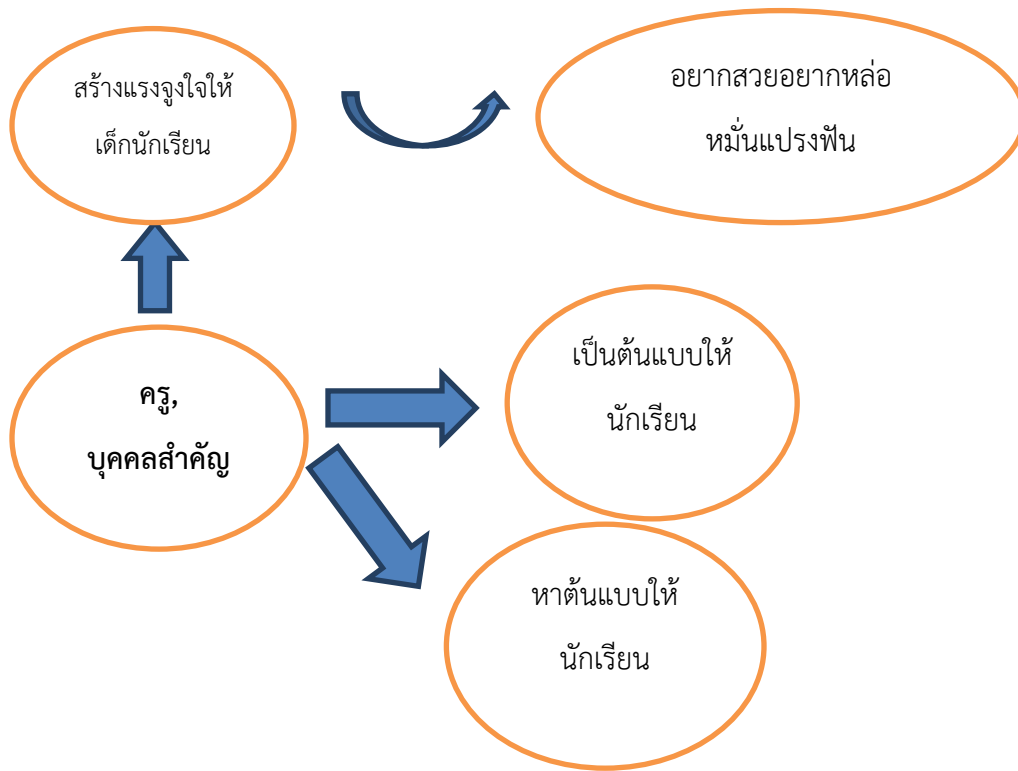 สร้างแรงจูงใจให้
เด็กนักเรียน
อยากสวยอยากหล่อ
หมั่นแปรงฟัน
ครู,
บุคคลสำคัญ
เป็นต้นแบบให้
นักเรียน
หาต้นแบบให้
นักเรียน